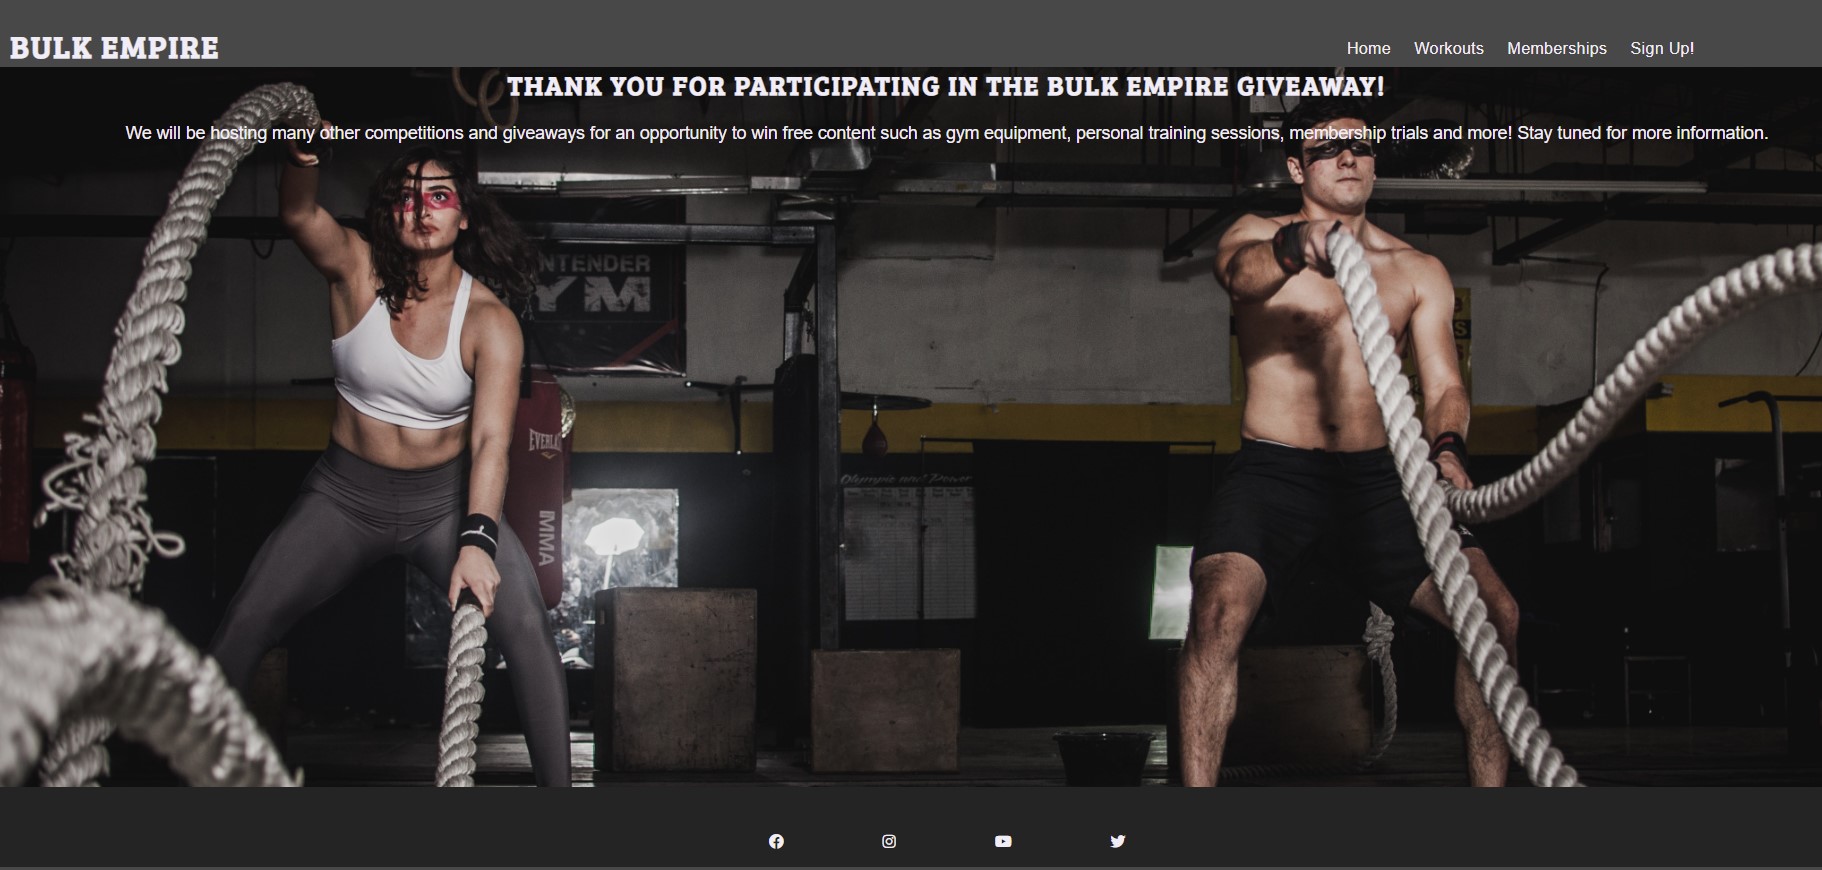 BULK EMPIRE
Home Workouts Memberships Sign Up!
THANK YOU FOR PARTICIPATING IN THE BULK EMPIRE GIVEAWAY!
We will be hosting many other competitions and giveaways for an opportunity to win free content such as gym equipment, personal training sessions, membership trials and more! Stay tuned for more information.
NTENDER
YM
EVERLA
MMA
Olympic and Power